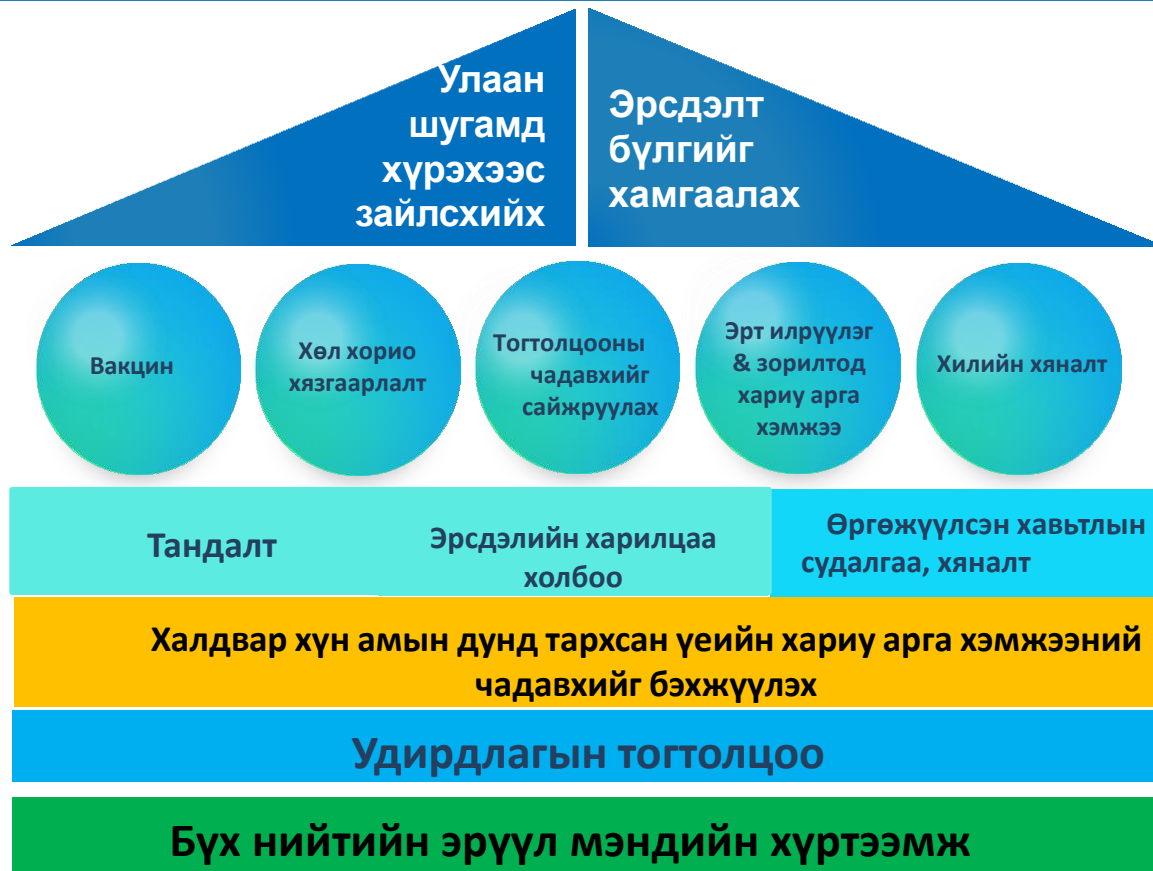 Улаан
шугамд
хүрэхээс
зайлсхийх
Эрсдэлт
бүлгийг
хамгаалах
Вакцин
Хөл хорио
хязгаарлалт
Тогтолцооны
чадавхийг
сайжруулах
Эрт илрүүлэг
& зорилтод
хариу арга
хэмжээ
Хилийн хяналт
Тандалт
Эрсдэлийн харилцаа
холбоо
Өргөжүүлсэн хавьтлын
судалгаа, хяналт
Халдвар хүн амын дунд тархсан үеийн хариу арга хэмжээний
чадавхийг бэхжүүлэх
Удирдлагын тогтолцоо
Бүх нийтийн эрүүл мэндийн хүртээмж